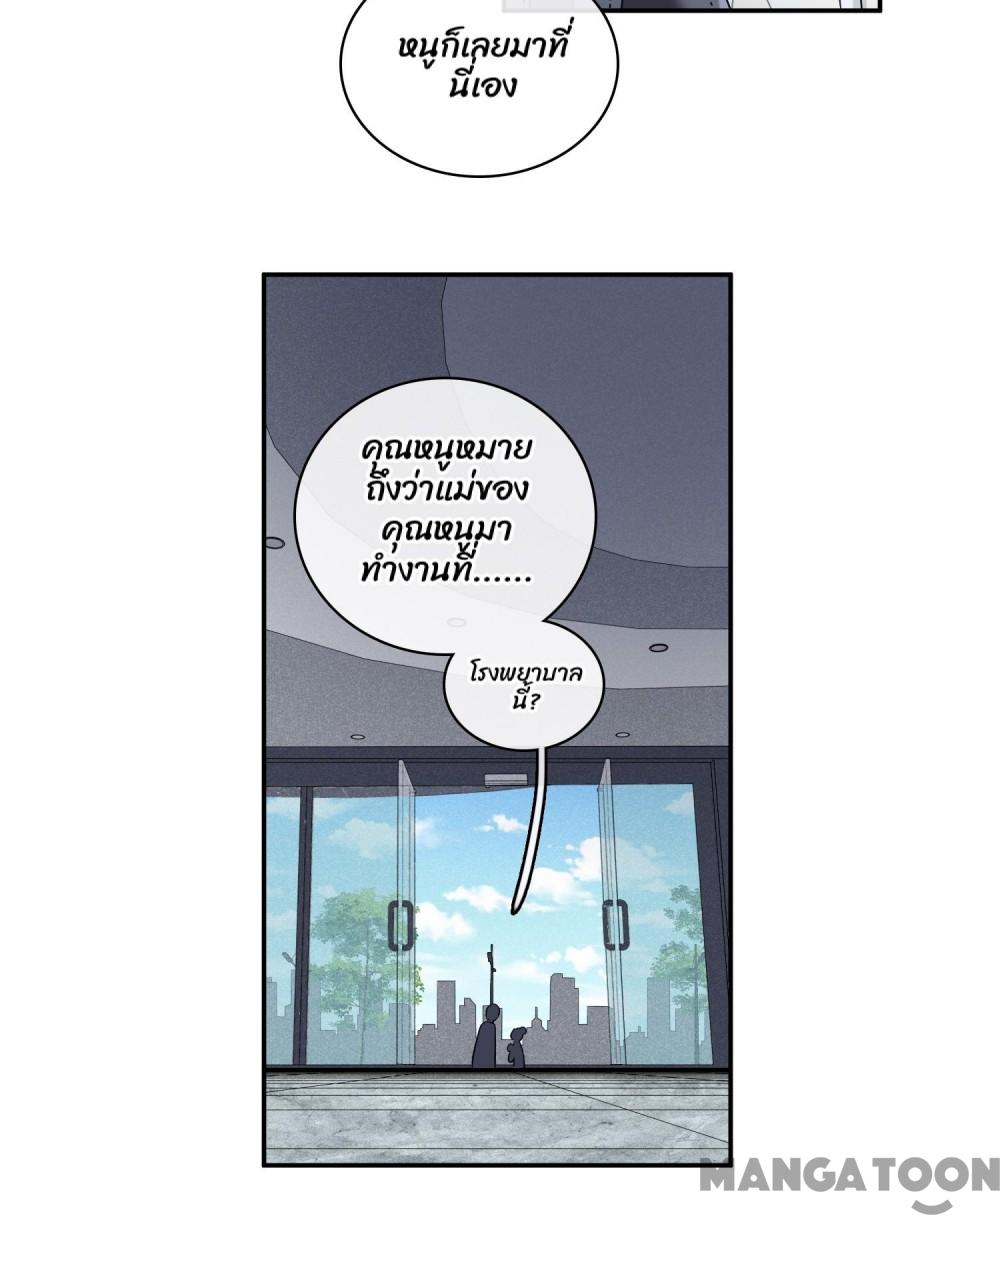 หนูก็เลยมาที่
นี่เอง
คุณหนูหมาย
ถึงว่าแม่ของ
คุณหนูมา
ทำงานที่......
โรงพยาบาล
นี้?
MANGATOON